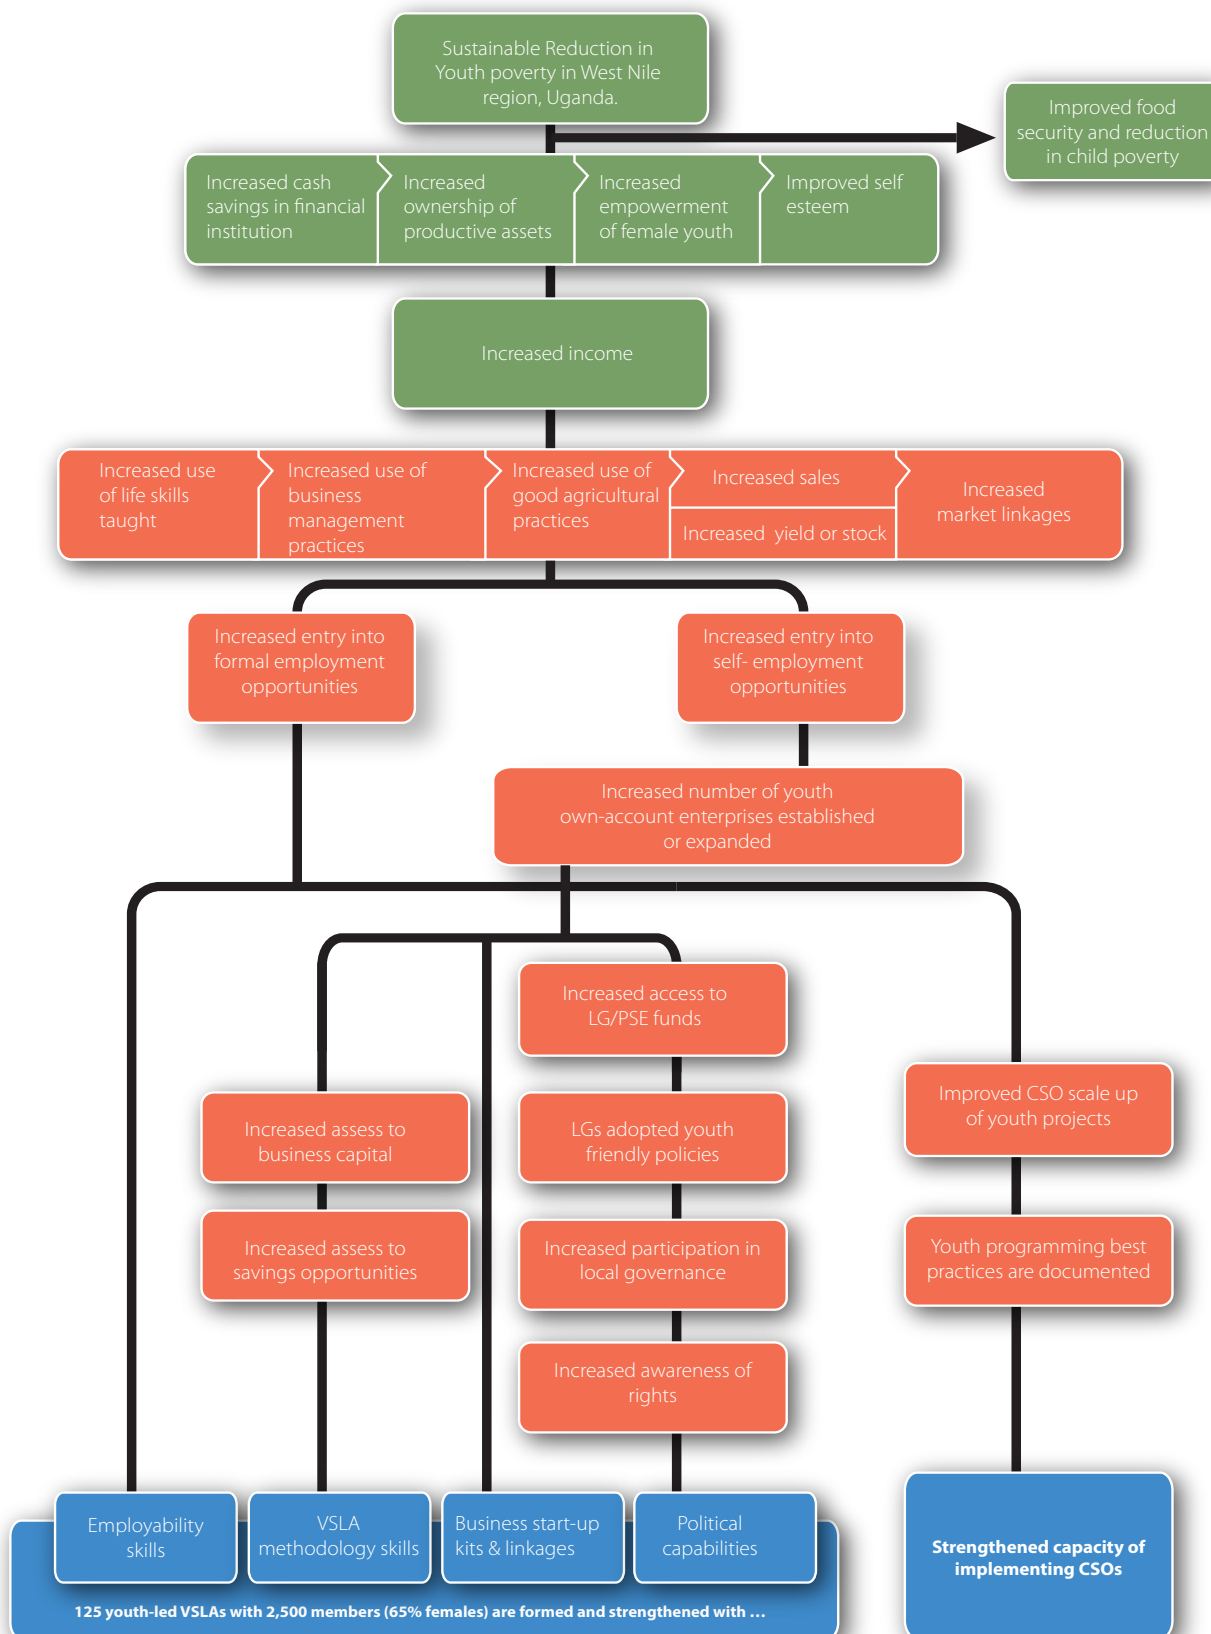 Sustainable Reduction in
Youth poverty in West Nile
region, Uganda.
Improved food
security and reduction
in child poverty
Increased cash
savings in financial
institution
Increased
ownership of
productive assets
Increased
empowerment
of female youth
Improved self
esteem
Increased income
Increased use
of life skills
taught
Increased use of
business
management
practices
Increased use of
good agricultural
practices
Increased sales
Increased yield or stock
Increased
market linkages
Increased entry into
formal employment
opportunities
Increased entry into
self- employment
opportunities
Increased number of youth
own-account enterprises established
or expanded
Increased access to
LG/PSE funds
Improved CSO scale up
of youth projects
Increased assess to
business capital
LGs adopted youth
friendly policies
Increased assess to
savings opportunities
Increased participation in
local governance
Youth programming best
practices are documented
Increased awareness of
rights
Employability
skills
VSLA
methodology skills
Business start-up
kits & linkages
Political
capabilities
Strengthened capacity of
implementing CSOs
125 youth-led VSLAs with 2,500 members (65% females) are formed and strengthened with ...